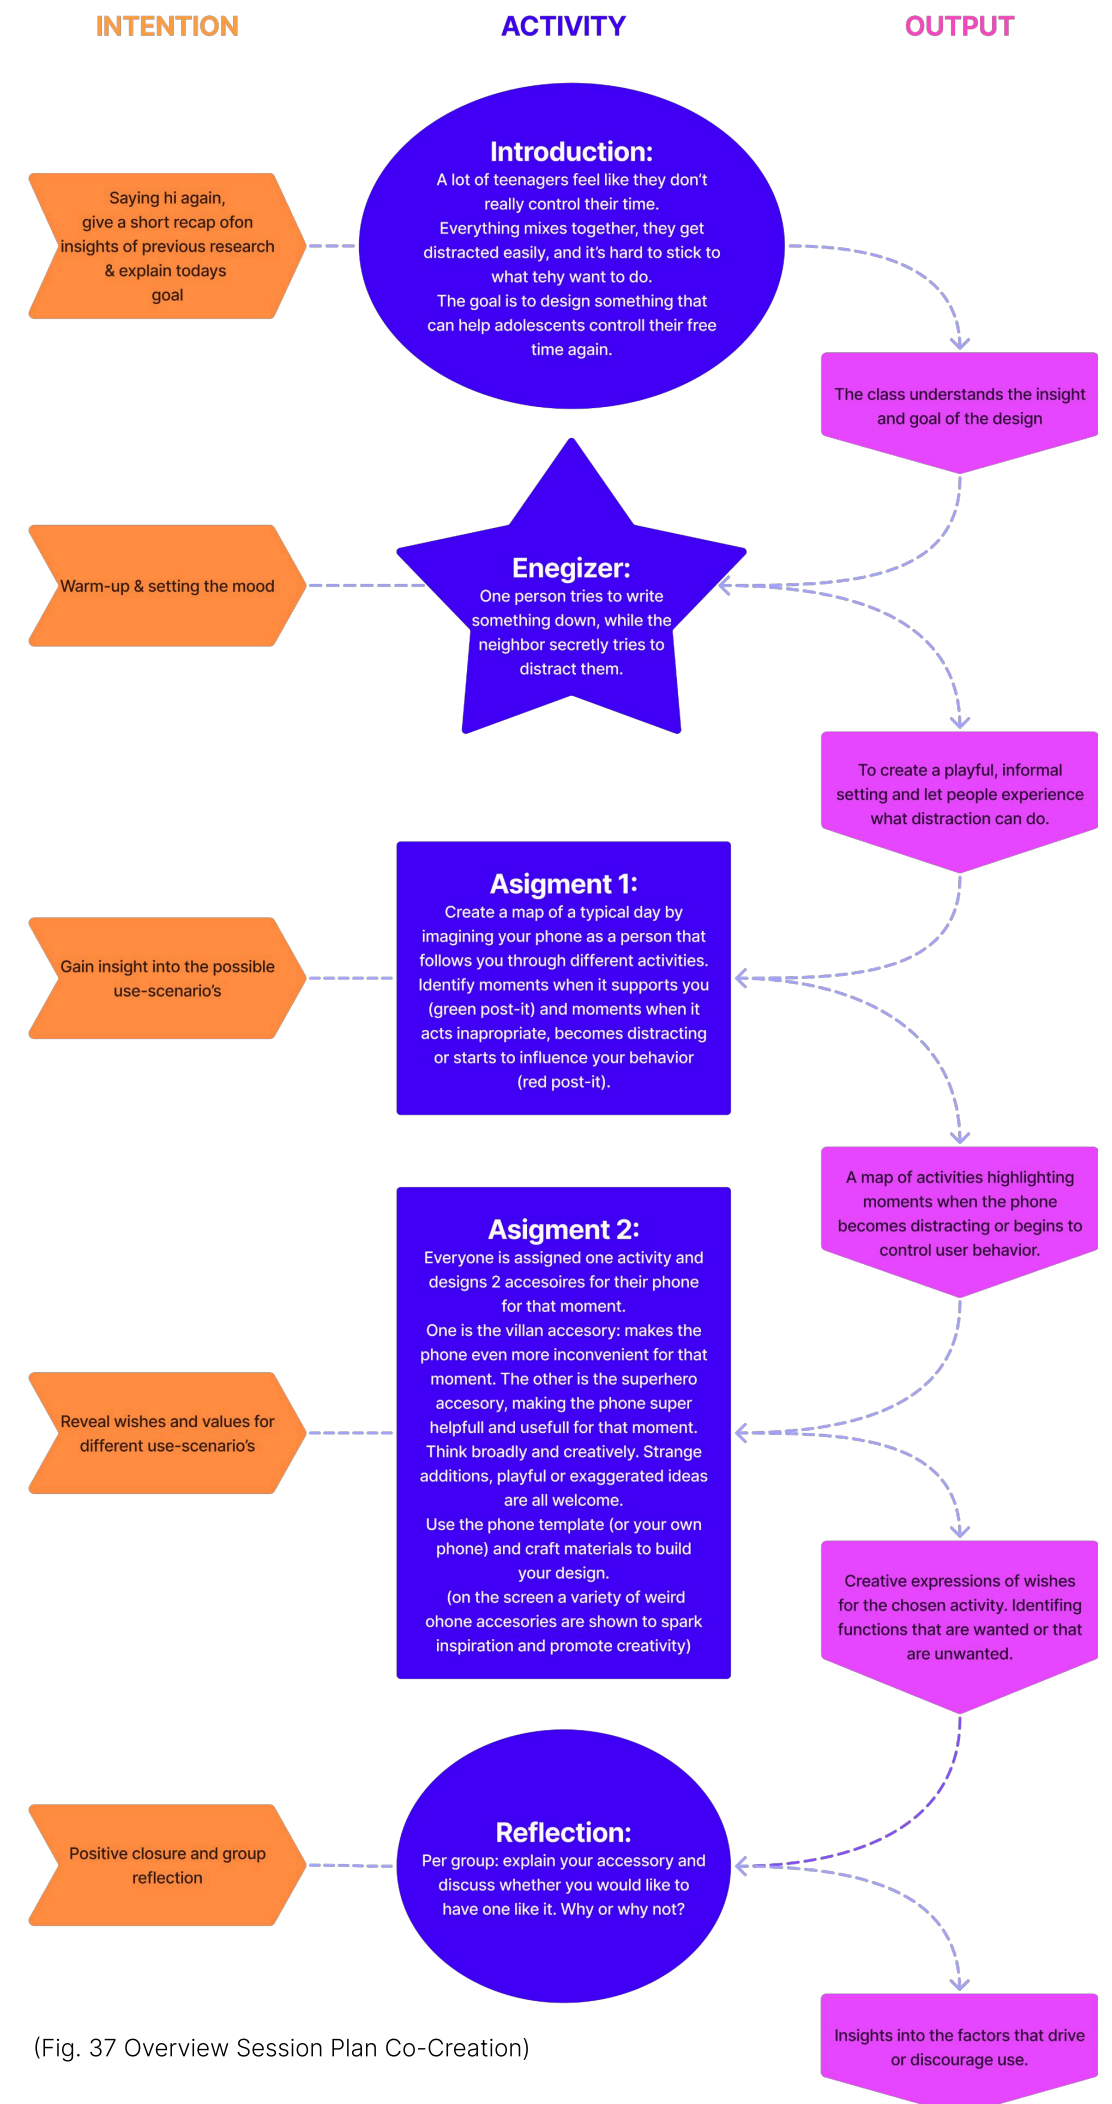 INTENTION
ACTIVITY
OUTPUT
Saying hi again,
give a short recap ofon
insights of previous research
& explain todays
goal
Introduction:
A lot of teenagers feel like they don't
really control their time.
Everything mixes together, they get
distracted easily, and it's hard to stick to
what tehy want to do.
The goal is to design something that
can help adolescents controll their free
time again.
The class understands the insight
and goal of the design
Warm-up & setting the mood
Enegizer:
One person tries to write
something down, while the
neighbor secretly tries to
distract them.
To create a playful, informal
setting and let people experience
what distraction can do.
Gain insight into the possible
use-scenario's
Asigment 1:
Create a map of a typical day by
imagining your phone as a person that
follows you through different activities.
Identify moments when it supports you
(green post-it) and moments when it
acts inapropriate, becomes distracting
or starts to influence your behavior
(red post-it).
A map of activities highlighting
moments when the phone
becomes distracting or begins to
control user behavior.
Reveal wishes and values for
different use-scenario's
Asigment 2:
Everyone is assigned one activity and
designs 2 accesoires for their phone
for that moment.
One is the villan accesory: makes the
phone even more inconvenient for that
moment. The other is the superhero
accesory, making the phone super
helpfull and usefull for that moment.
Think broadly and creatively. Strange
additions, playful or exaggerated ideas
are all welcome.
Use the phone template (or your own
phone) and craft materials to build
your design.
(on the screen a variety of weird
ohone accesories are shown to spark
inspiration and promote creativity)
Creative expressions of wishes
for the chosen activity. Identifing
functions that are wanted or that
are unwanted.
Positive closure and group
reflection
Reflection:
Per group: explain your accessory and
discuss whether you would like to
have one like it. Why or why not?
Insights into the factors that drive
or discourage use.
(Fig. 37 Overview Session Plan Co-Creation)